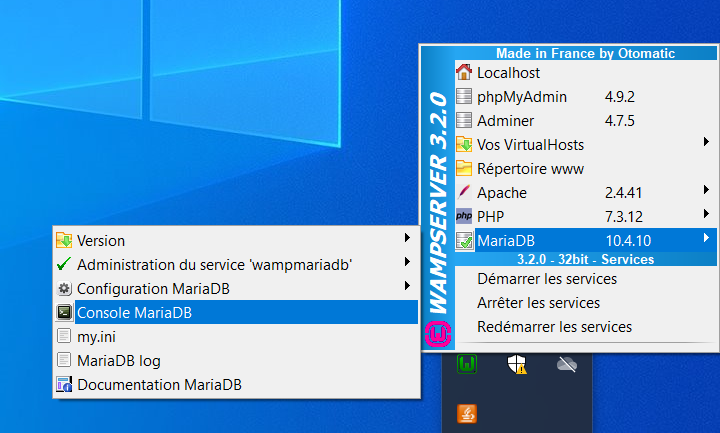 Made in France by Otomatic
WAMPSERVER 3.2.0
Localhost
phpMyAdmin 4.9.2
Adminer 4.7.5
Vos VirtualHosts
Répertoire www
Apache 2.4.41
php PHP 7.3.12
MariaDB 10.4.10
3.2.0 - 32bit - Services
Démarrer les services
Arrêter les services
Redémarrer les services
Version
Administration du service 'wampmariadb'
Configuration MariaDB
Console MariaDB
my.ini
MariaDB log
Documentation MariaDB